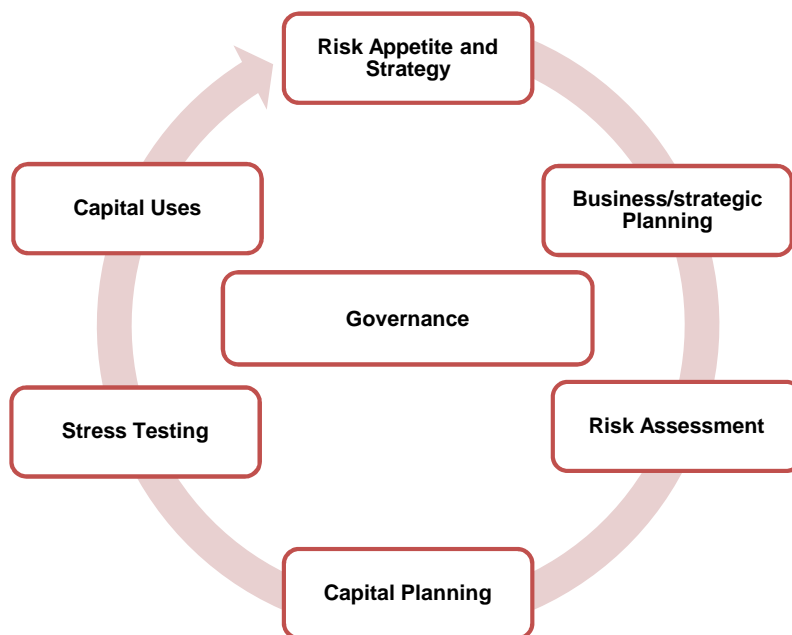 Risk Appetite and
Strategy
Business/strategic
Planning
Capital Uses
Governance
Stress Testing
Risk Assessment
Capital Planning